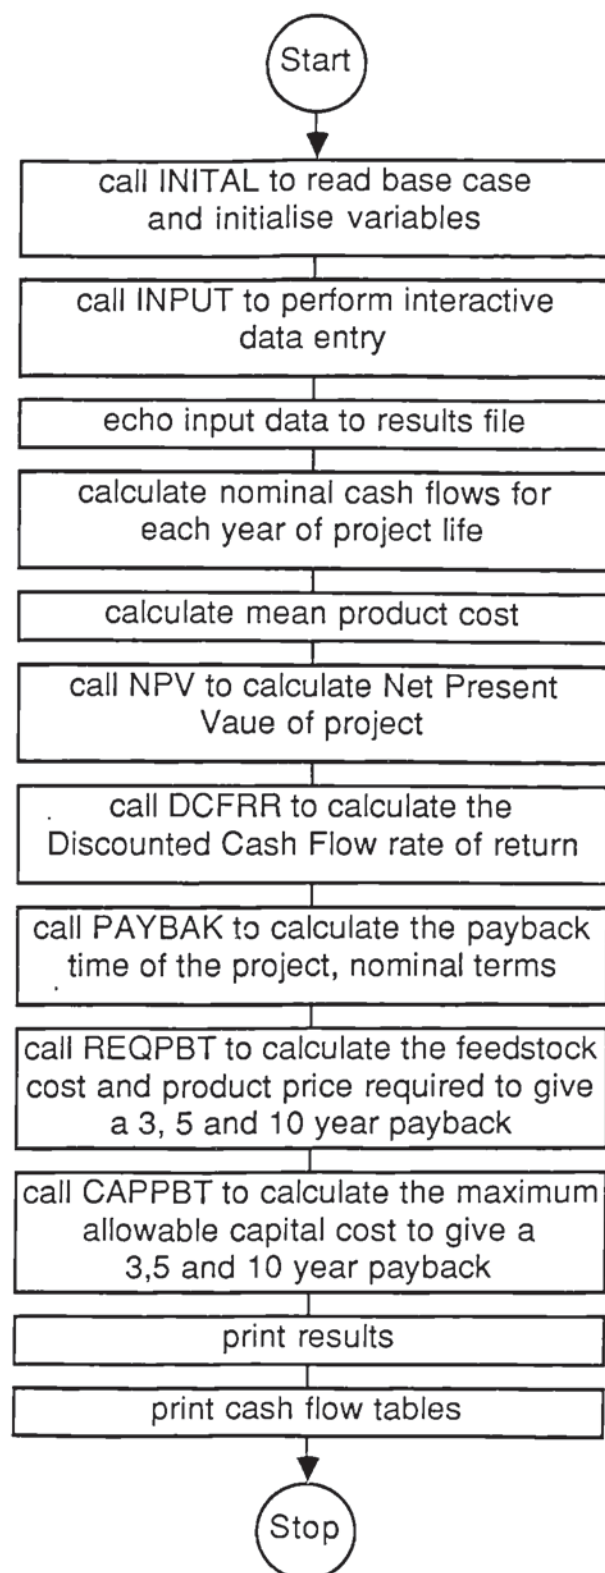 Start
call INITAL to read base case
and initialise variables
call INPUT to perform interactive
data entry
echo input data to results file
calculate nominal cash flows for
each year of project life
calculate mean product cost
call NPV to calculate Net Present
Vaue of project
call DCFRR to calculate the
Discounted Cash Flow rate of return
call PAYBAK to calculate the payback
time of the project, nominal terms
call REQPBT to calculate the feedstock
cost and product price required to give
a 3, 5 and 10 year payback
call CAPPBT to calculate the maximum
allowable capital cost to give a
3,5 and 10 year payback
print results
print cash flow tables
Stop